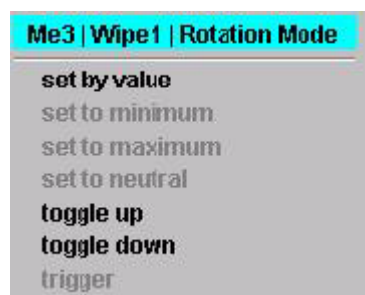 Me3 | Wipe1 | Rotation Mode
set by value
set to minimum
set to maximum
set to neutral
toggle up
toggle down
trigger